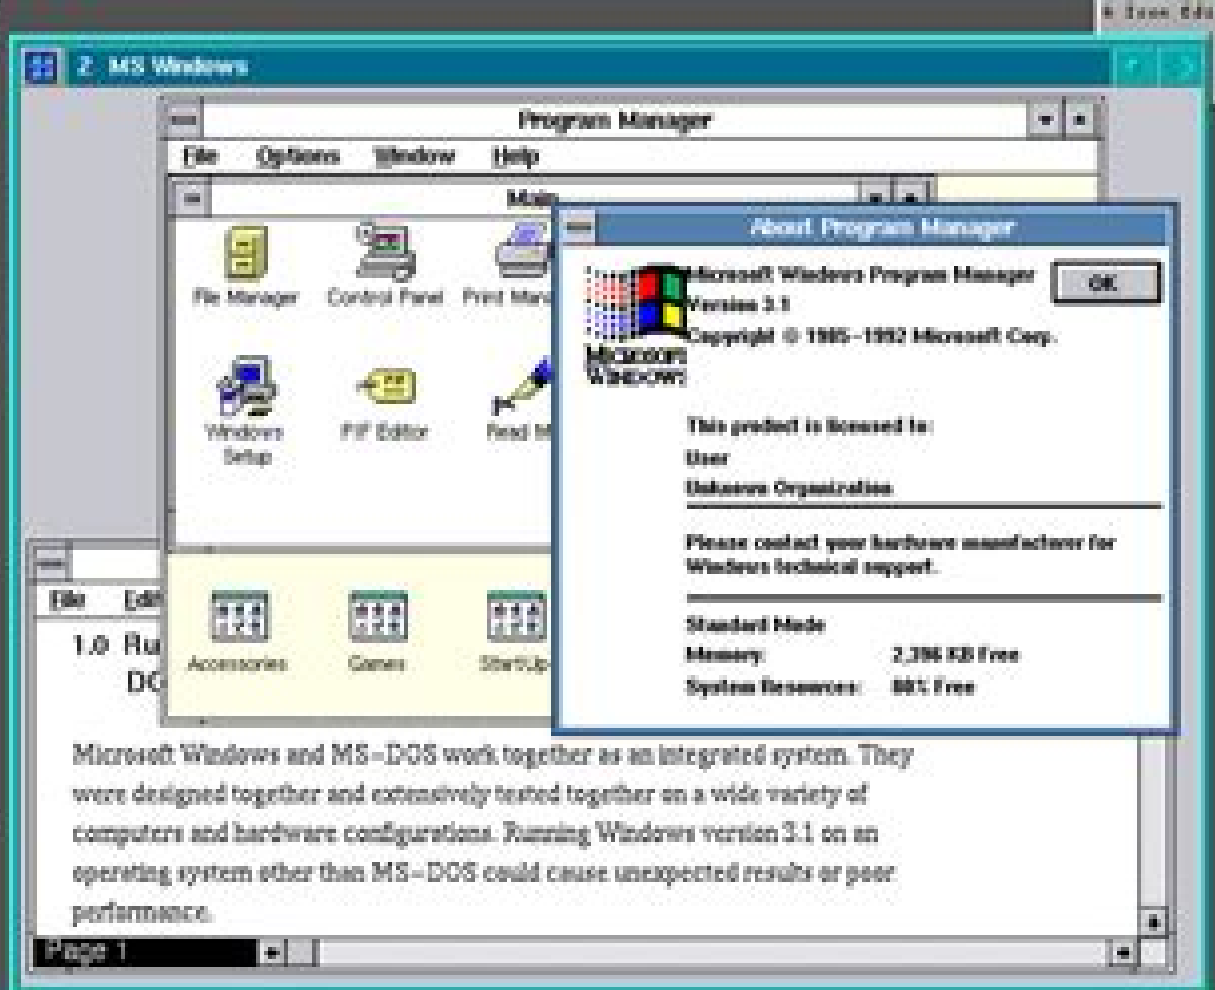 2 MS Windows
Program Manager
File Options Window Help
Main
File Manager
Control Panel
Print
Windows
Setup
PIF Editor
Read
Accessories
Games
StartUp
About Program Manager
Microsoft Windows Program Manager
Version 3.1
Copyright © 1985-1992 Microsoft Corp.
OK
MICROSOFT
WINDOWS
This product is licensed to:
User
Unknown Organization
Please contact your hardware manufacturer for
Windows technical support.
Standard Mode
Memory: 2,396 KB Free
System Resources: 80% Free
File
1.0
Microsoft Windows and MS-DOS work together as an integrated system. They
were designed together and extensively tested together on a wide variety of
computers and hardware configurations. Running Windows version 3.1 on an
operating system other than MS-DOS could cause unexpected results or poor
performance.
Page 1